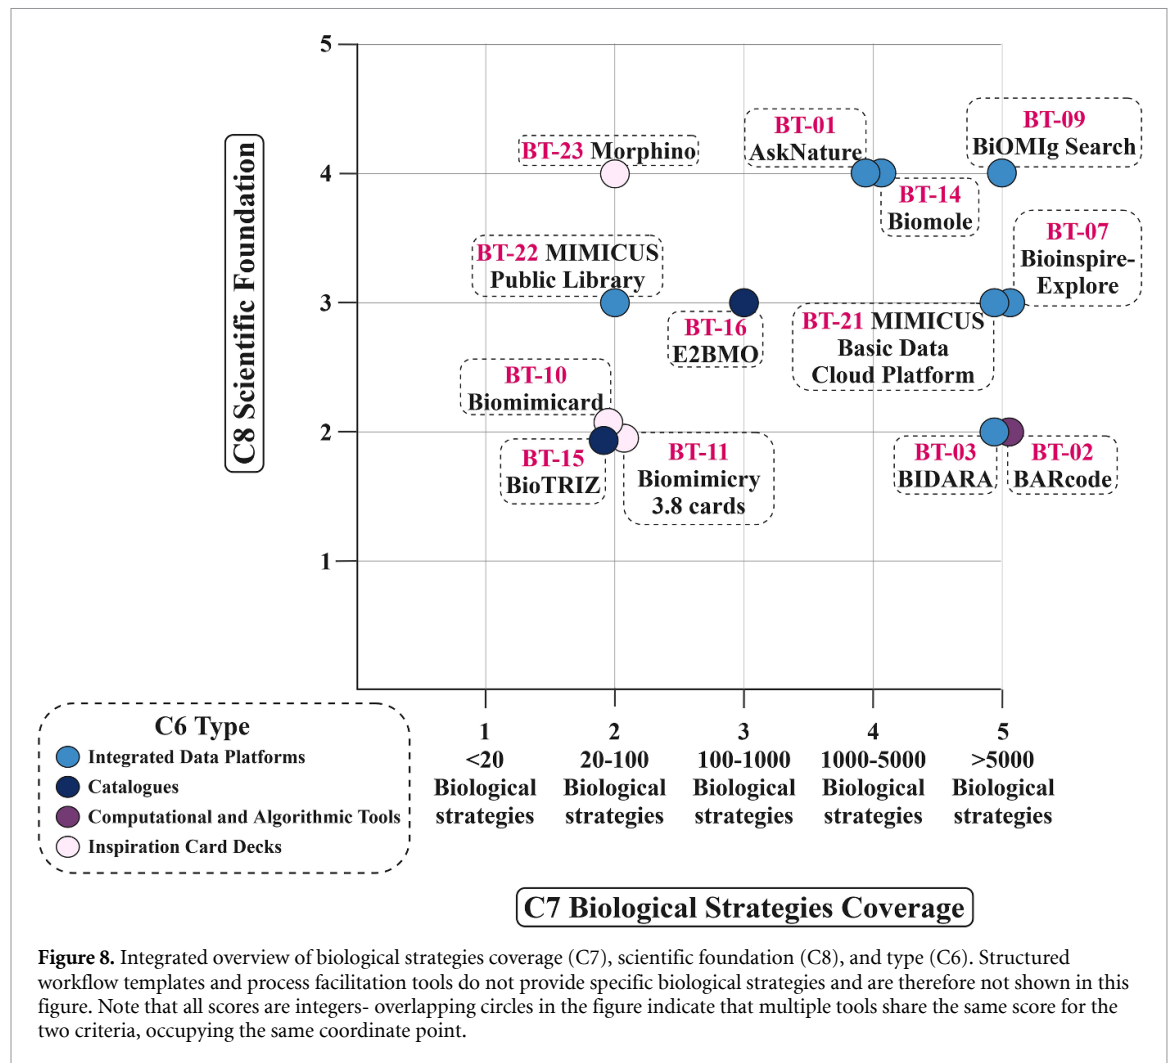 5
BT-01
AskNature
BT-09
BiOMIg Search
BT-23 Morphino
4
BT-14
Biomole
BT-07
Bioinspire-
Explore
BT-22 MIMICUS
Public Library
3
BT-16
E2BMO
BT-21 MIMICUS
Basic Data
Cloud Platform
BT-10
Biomimicard
2
BT-15
BioTRIZ
BT-11
Biomimicry
3.8 cards
BT-03
BIDARA
BT-02
BARcode
1
C8 Scientific Foundation
1
<20
Biological
strategies
2
20-100
Biological
strategies
3
100-1000
Biological
strategies
4
1000-5000
Biological
strategies
5
>5000
Biological
strategies
C6 Type
Integrated Data Platforms
Catalogues
Computational and Algorithmic Tools
Inspiration Card Decks
C7 Biological Strategies Coverage
Figure 8. Integrated overview of biological strategies coverage (C7), scientific foundation (C8), and type (C6). Structured
workflow templates and process facilitation tools do not provide specific biological strategies and are therefore not shown in this
figure. Note that all scores are integers- overlapping circles in the figure indicate that multiple tools share the same score for the
two criteria, occupying the same coordinate point.